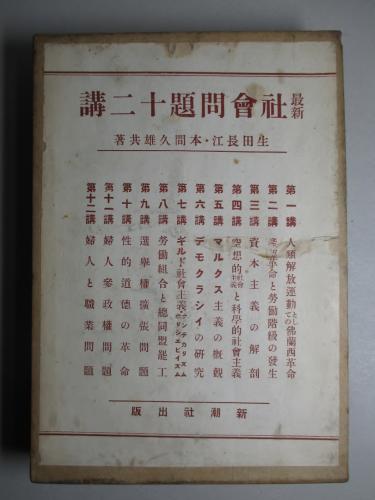 最新社會問題十二講
生田長江・本間久雄共著
第一講 人類解放運動としての佛蘭西革命
第二講 産業革命と勞働階級の發生
第三講 資本主義の解剖
第四講 空想的社會主義と科學的社會主義
第五講 マルクス主義の概觀
第六講 デモクラシイの研究
第七講 ギルド社會主義 サンヂカリズム ボリシェビイズム
第八講 勞働組合と總同盟罷工
第九講 選擧權擴張問題
第十講 性的道德の革命
第十一講 婦人參政權問題
第十二講 婦人と職業問題
新潮社出版